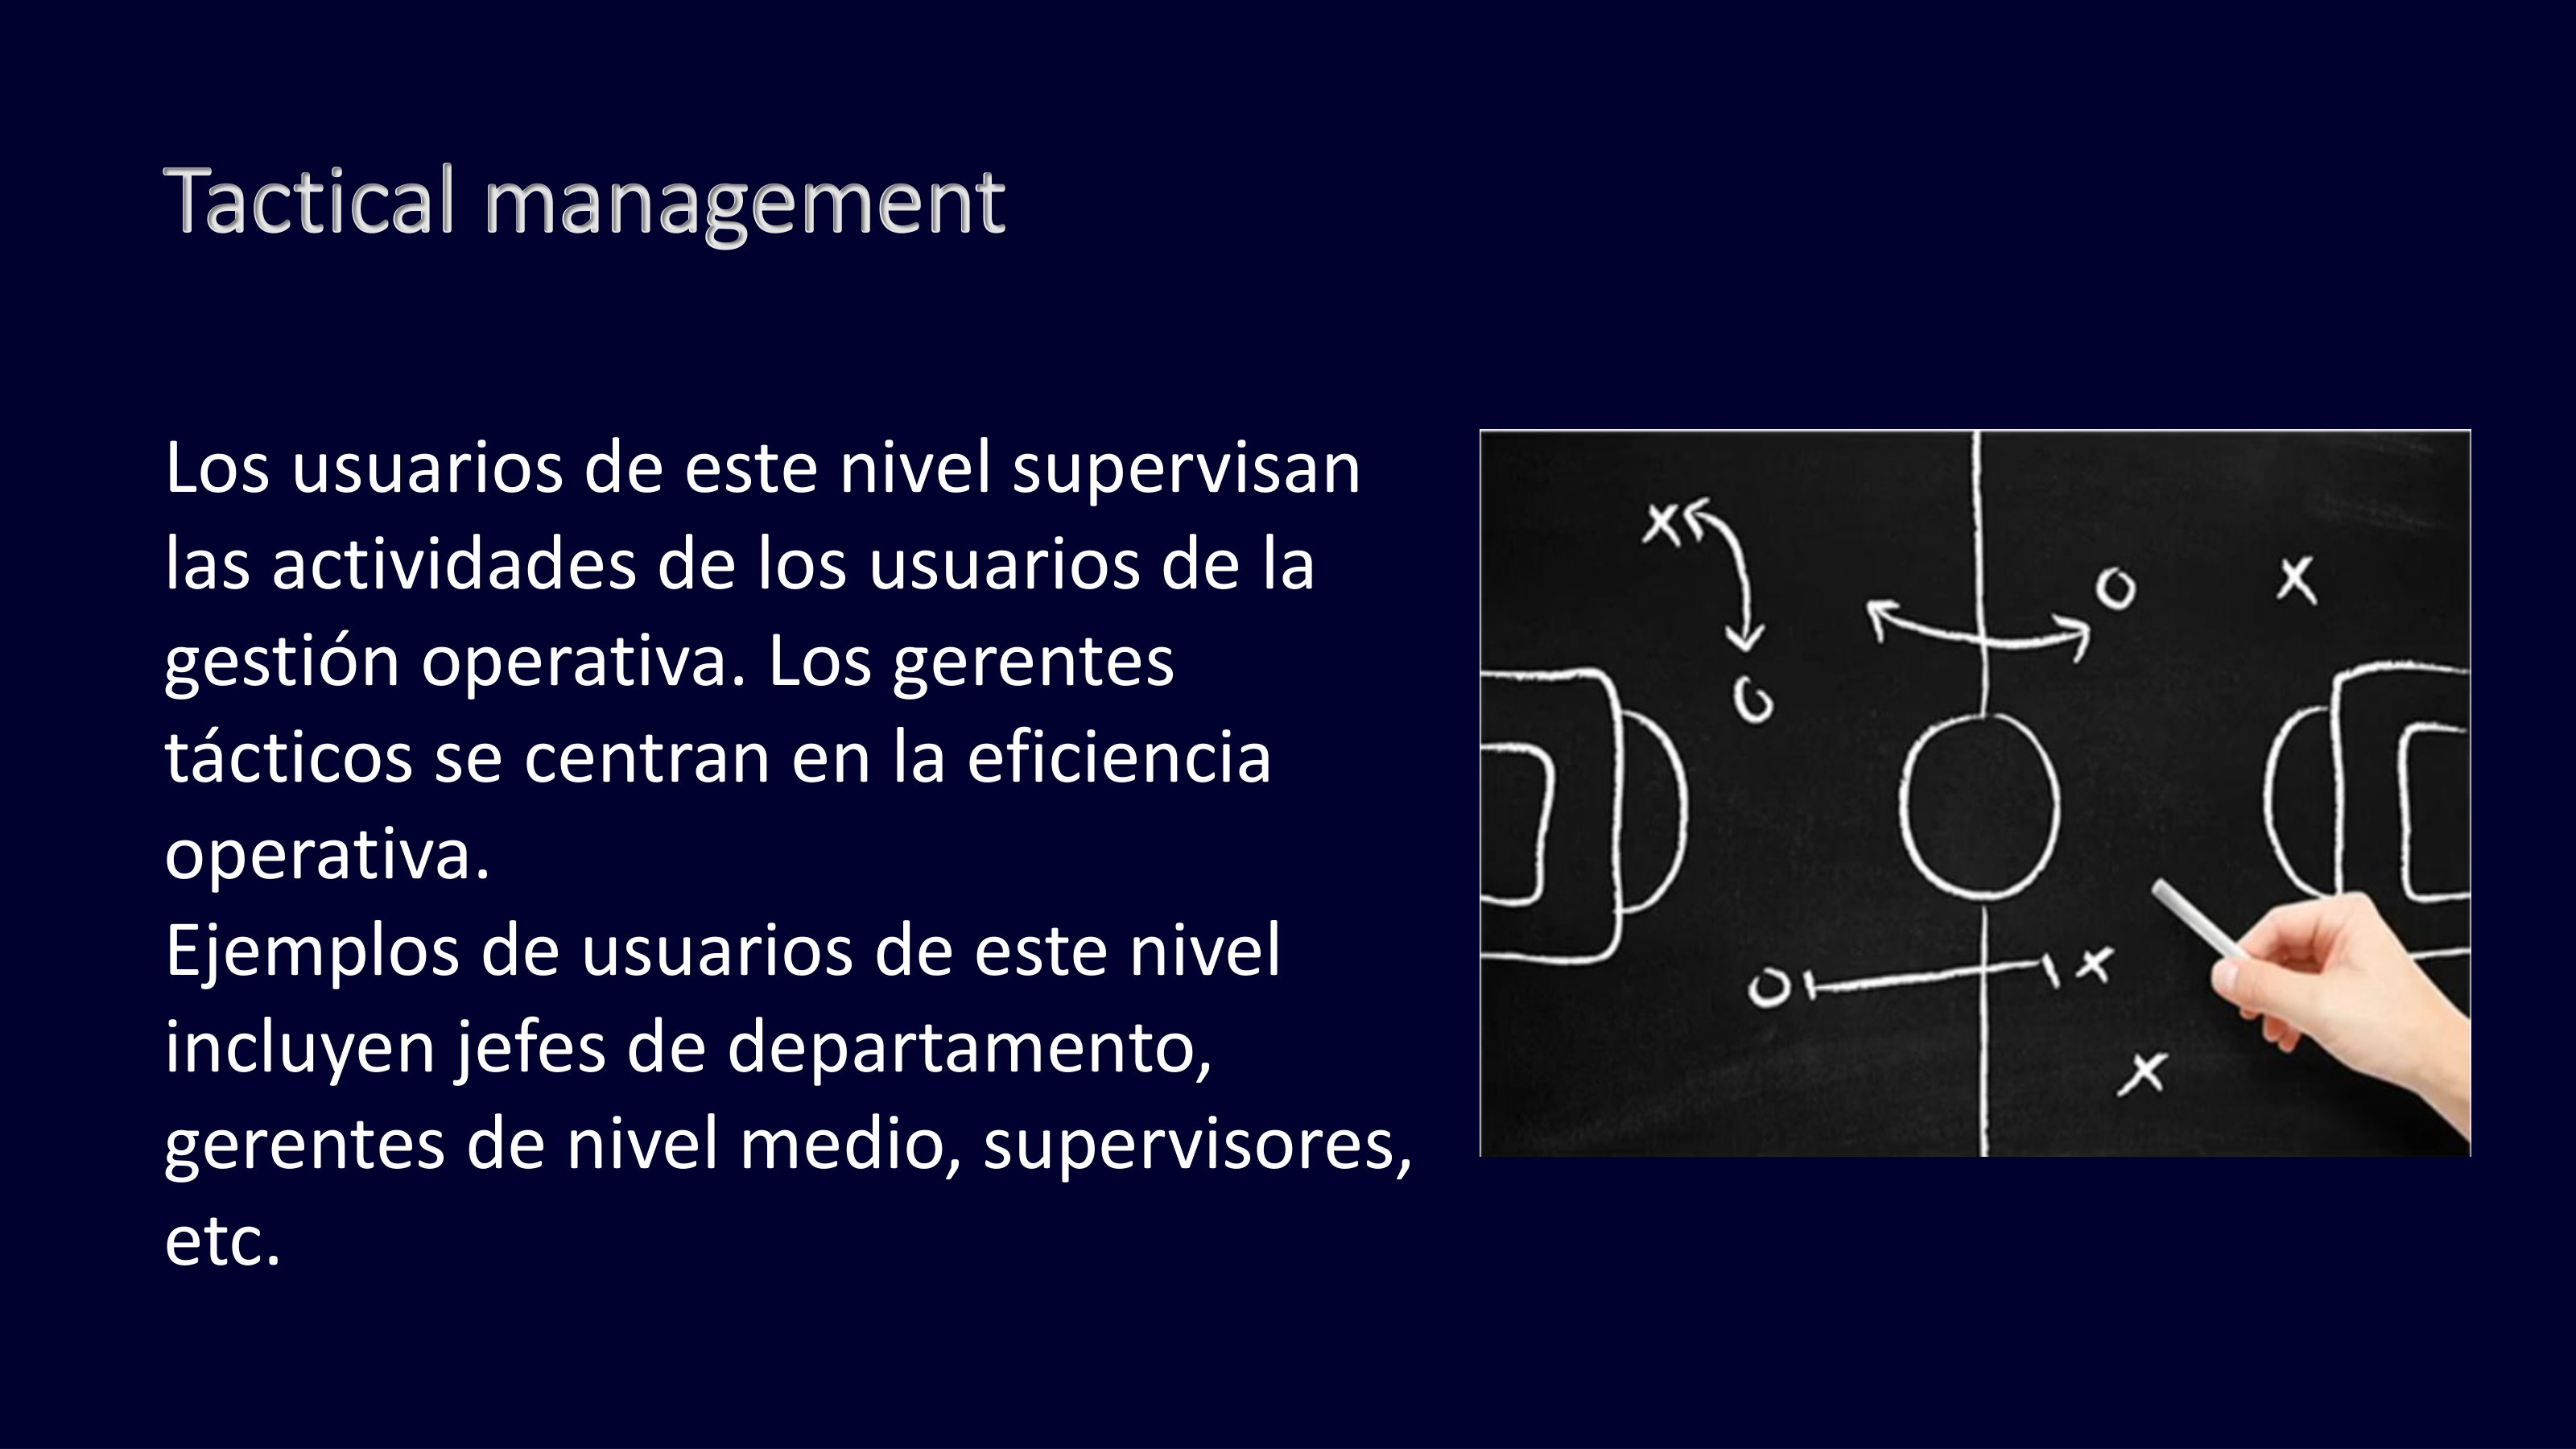 Tactical management
Los usuarios de este nivel supervisan
las actividades de los usuarios de la
gestión operativa. Los gerentes
tácticos se centran en la eficiencia
operativa.
Ejemplos de usuarios de este nivel
incluyen jefes de departamento,
gerentes de nivel medio, supervisores,
etc.
X
O
X
O
O
X
X